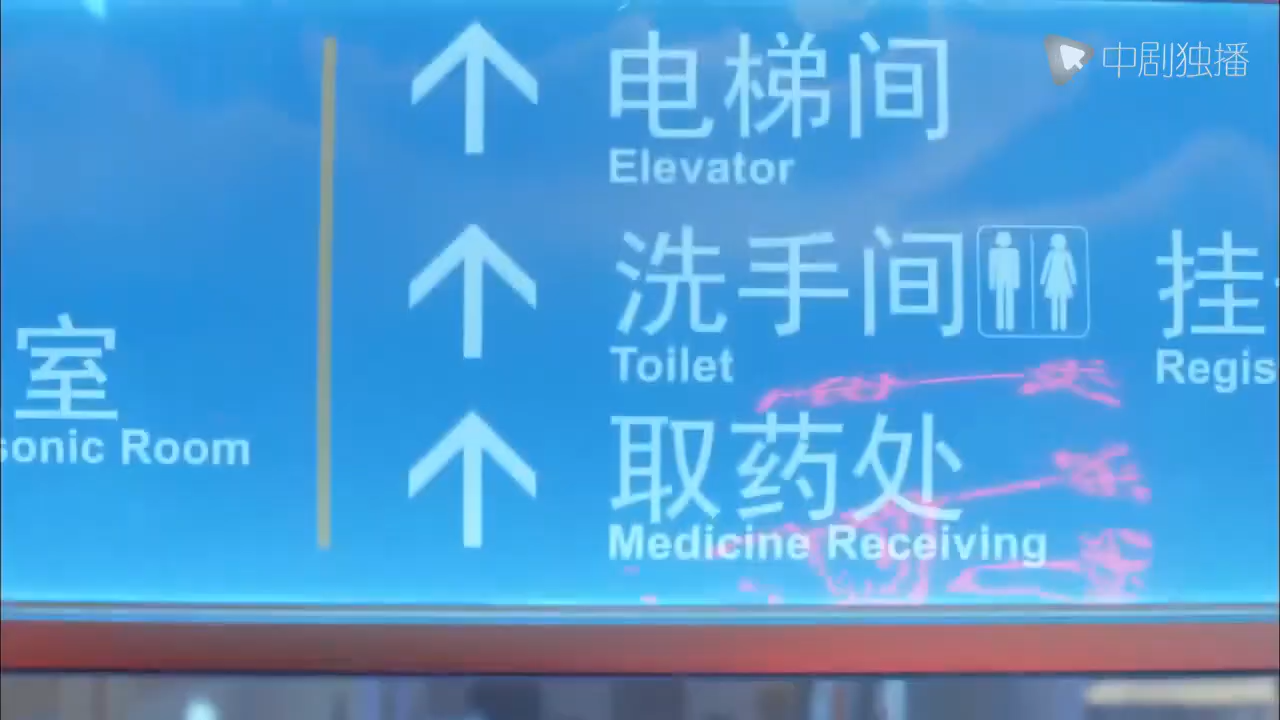 中剧独播
电梯间
Elevator
洗手间
Toilet
取药处
Medicine Receiving
室
sonic Room
挂
Regis